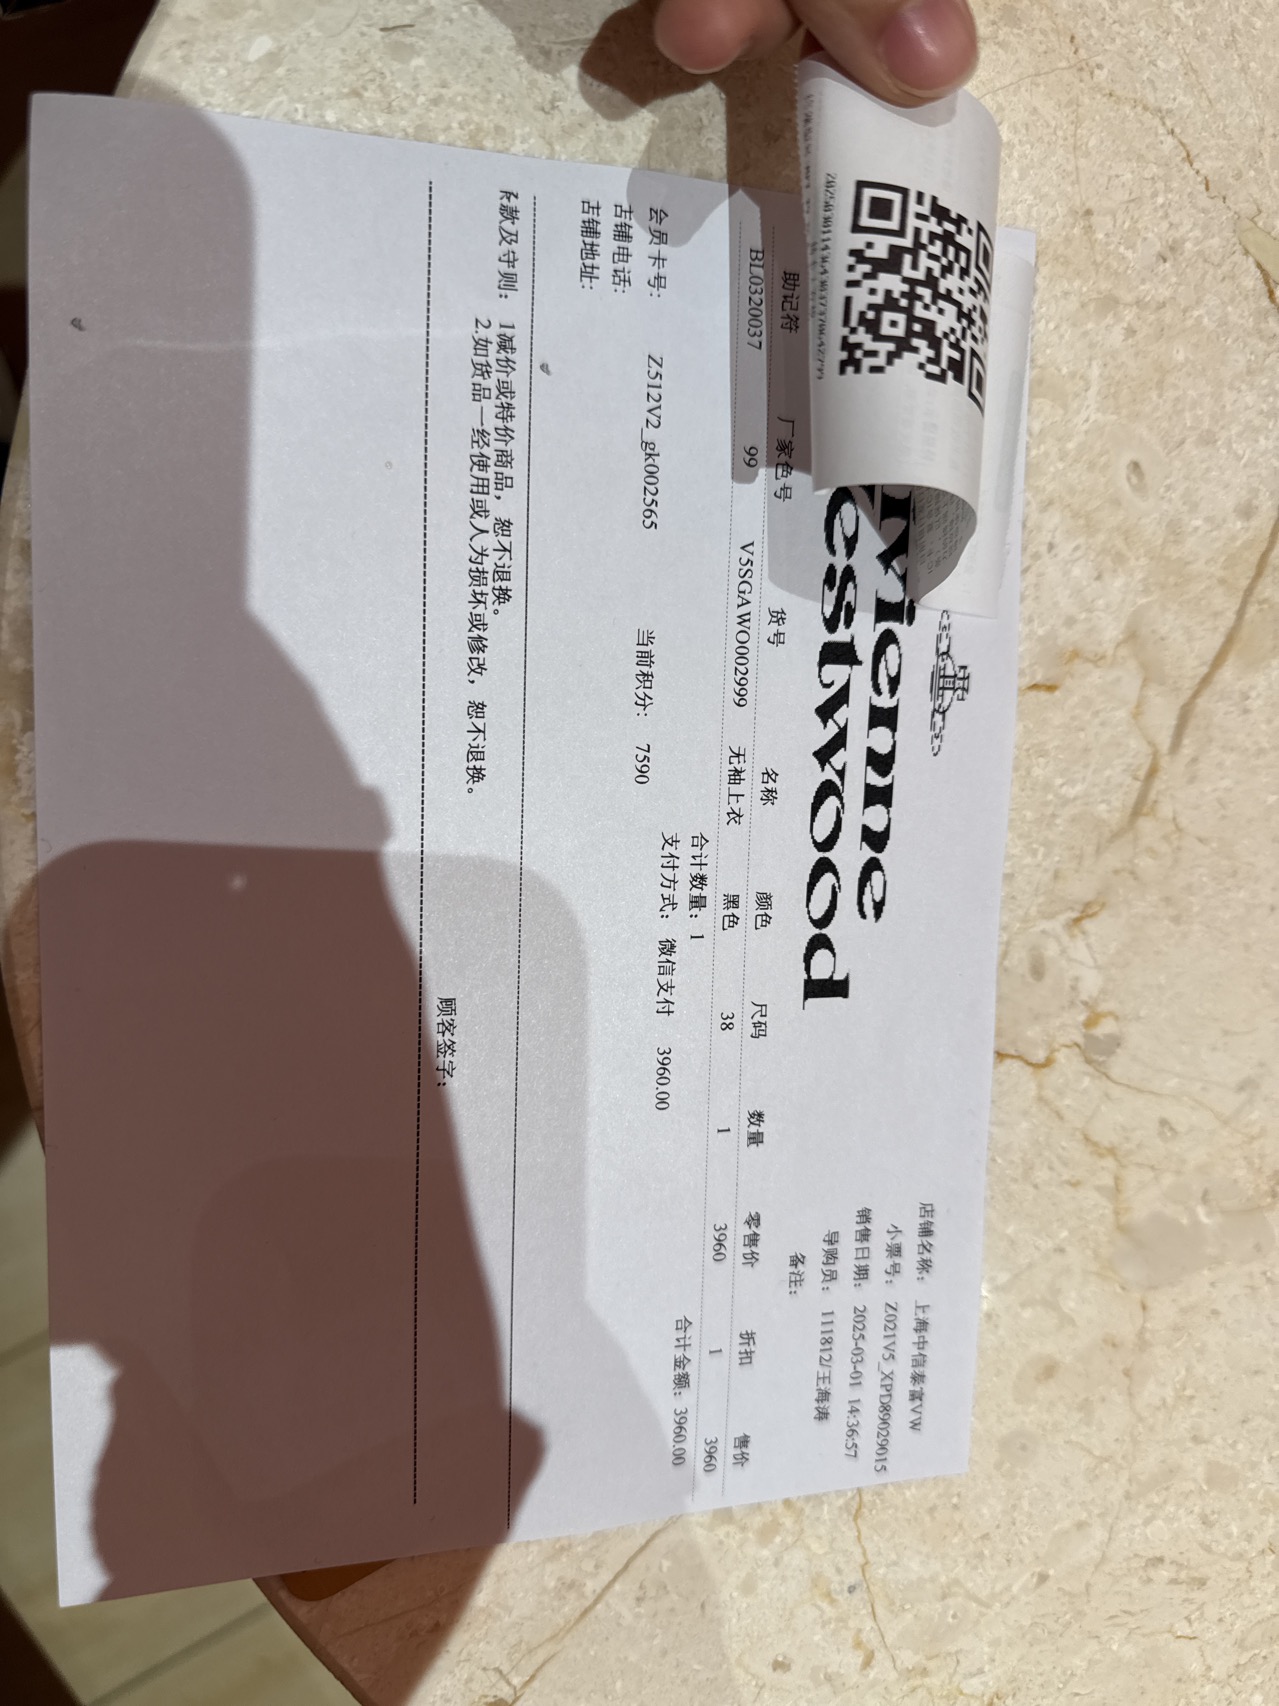 vienne
estwood
店铺名称： 上海中信泰富VW
小票号： Z021V5_XPD89029015
销售日期： 2025-03-01 14:36:57
导购员： 111812/王海涛
备注：
助记符 厂家色号 货号 名称 颜色 尺码 数量 零售价 折扣 售价
BL0320037 99 V5SGAWO002999 无袖上衣 黑色 38 1 3960 1 3960
合计数量：1 合计金额：3960.00
支付方式： 微信支付 3960.00
会员卡号： Z512V2_gk002565 当前积分： 7590
古铺电话：
古铺地址：
款及守则： 1减价或特价商品，恕不退换。
2.如货品一经使用或人为损坏或修改，恕不退换。
顾客签字：